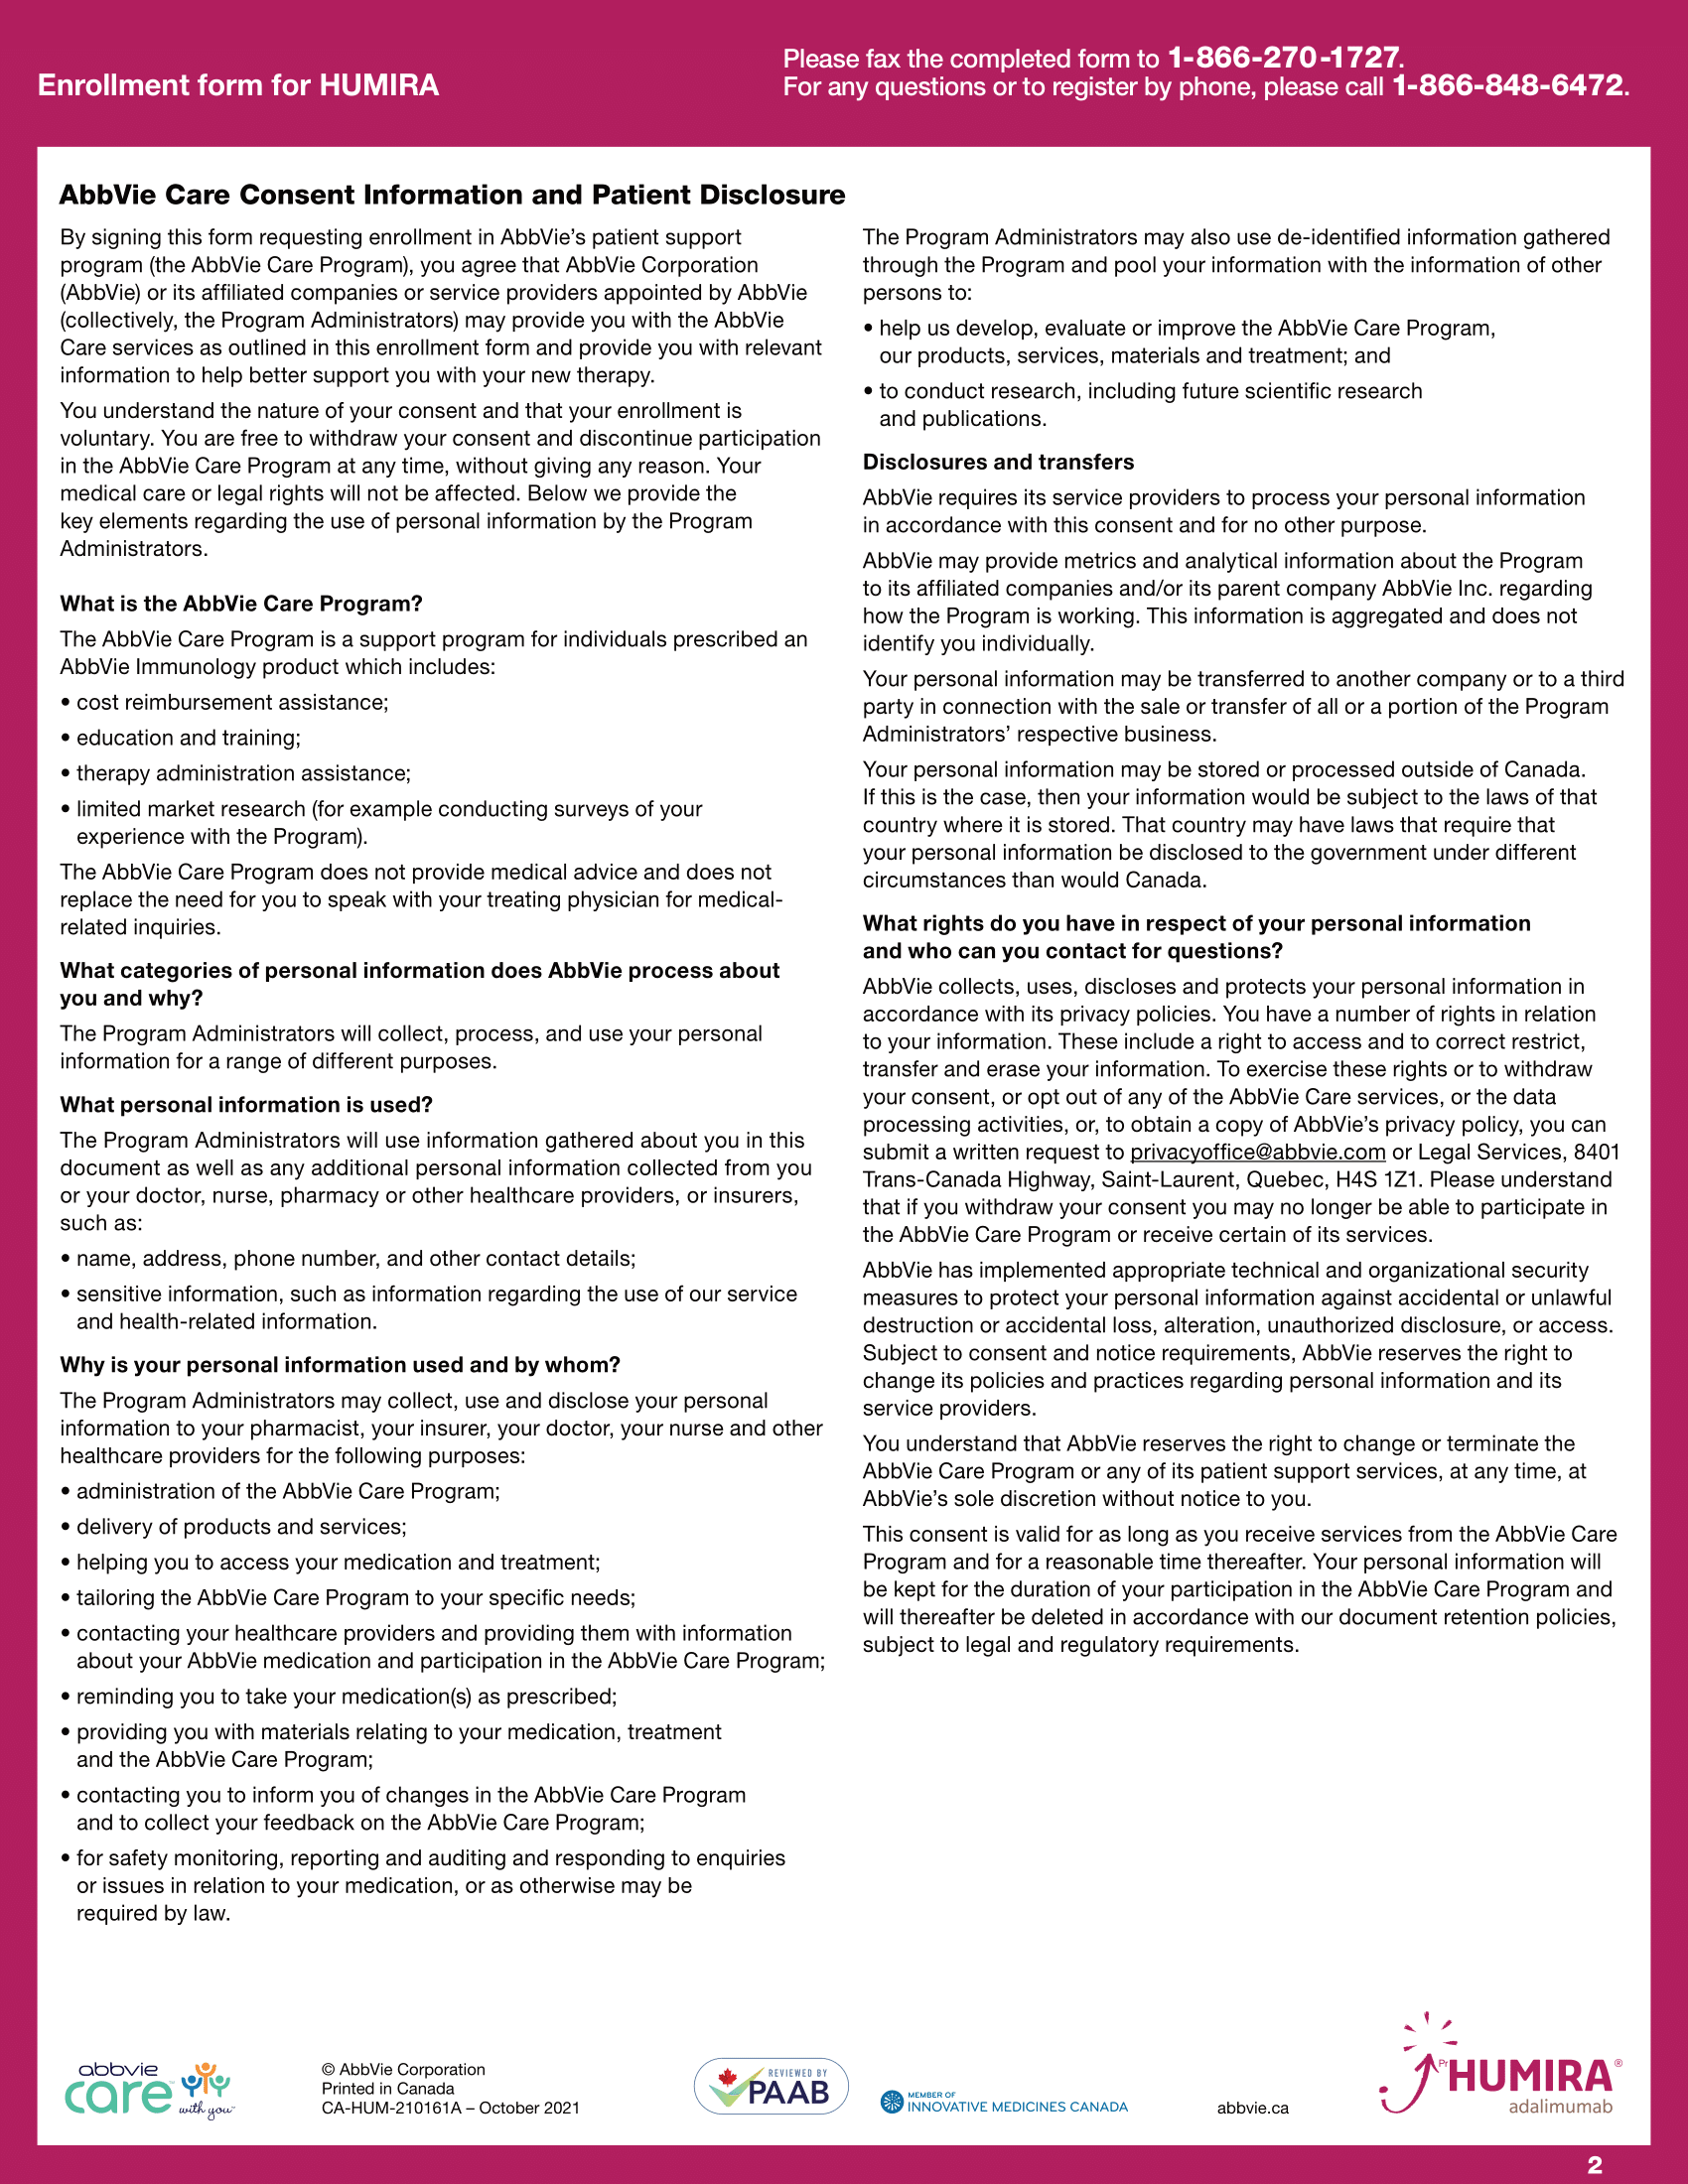 Enrollment form for HUMIRA
Please fax the completed form to 1-866-270-1727.
For any questions or to register by phone, please call 1-866-848-6472.
AbbVie Care Consent Information and Patient Disclosure
By signing this form requesting enrollment in AbbVie’s patient support
program (the AbbVie Care Program), you agree that AbbVie Corporation
(AbbVie) or its affiliated companies or service providers appointed by AbbVie
(collectively, the Program Administrators) may provide you with the AbbVie
Care services as outlined in this enrollment form and provide you with relevant
information to help better support you with your new therapy.
You understand the nature of your consent and that your enrollment is
voluntary. You are free to withdraw your consent and discontinue participation
in the AbbVie Care Program at any time, without giving any reason. Your
medical care or legal rights will not be affected. Below we provide the
key elements regarding the use of personal information by the Program
Administrators.
What is the AbbVie Care Program?
The AbbVie Care Program is a support program for individuals prescribed an
AbbVie Immunology product which includes:
• cost reimbursement assistance;
• education and training;
• therapy administration assistance;
• limited market research (for example conducting surveys of your
experience with the Program).
The AbbVie Care Program does not provide medical advice and does not
replace the need for you to speak with your treating physician for medical-
related inquiries.
What categories of personal information does AbbVie process about
you and why?
The Program Administrators will collect, process, and use your personal
information for a range of different purposes.
What personal information is used?
The Program Administrators will use information gathered about you in this
document as well as any additional personal information collected from you
or your doctor, nurse, pharmacy or other healthcare providers, or insurers,
such as:
• name, address, phone number, and other contact details;
• sensitive information, such as information regarding the use of our service
and health-related information.
Why is your personal information used and by whom?
The Program Administrators may collect, use and disclose your personal
information to your pharmacist, your insurer, your doctor, your nurse and other
healthcare providers for the following purposes:
• administration of the AbbVie Care Program;
• delivery of products and services;
• helping you to access your medication and treatment;
• tailoring the AbbVie Care Program to your specific needs;
• contacting your healthcare providers and providing them with information
about your AbbVie medication and participation in the AbbVie Care Program;
• reminding you to take your medication(s) as prescribed;
• providing you with materials relating to your medication, treatment
and the AbbVie Care Program;
• contacting you to inform you of changes in the AbbVie Care Program
and to collect your feedback on the AbbVie Care Program;
• for safety monitoring, reporting and auditing and responding to enquiries
or issues in relation to your medication, or as otherwise may be
required by law.
The Program Administrators may also use de-identified information gathered
through the Program and pool your information with the information of other
persons to:
• help us develop, evaluate or improve the AbbVie Care Program,
our products, services, materials and treatment; and
• to conduct research, including future scientific research
and publications.
Disclosures and transfers
AbbVie requires its service providers to process your personal information
in accordance with this consent and for no other purpose.
AbbVie may provide metrics and analytical information about the Program
to its affiliated companies and/or its parent company AbbVie Inc. regarding
how the Program is working. This information is aggregated and does not
identify you individually.
Your personal information may be transferred to another company or to a third
party in connection with the sale or transfer of all or a portion of the Program
Administrators’ respective business.
Your personal information may be stored or processed outside of Canada.
If this is the case, then your information would be subject to the laws of that
country where it is stored. That country may have laws that require that
your personal information be disclosed to the government under different
circumstances than would Canada.
What rights do you have in respect of your personal information
and who can you contact for questions?
AbbVie collects, uses, discloses and protects your personal information in
accordance with its privacy policies. You have a number of rights in relation
to your information. These include a right to access and to correct restrict,
transfer and erase your information. To exercise these rights or to withdraw
your consent, or opt out of any of the AbbVie Care services, or the data
processing activities, or, to obtain a copy of AbbVie’s privacy policy, you can
submit a written request to privacyoffice@abbvie.com or Legal Services, 8401
Trans-Canada Highway, Saint-Laurent, Quebec, H4S 1Z1. Please understand
that if you withdraw your consent you may no longer be able to participate in
the AbbVie Care Program or receive certain of its services.
AbbVie has implemented appropriate technical and organizational security
measures to protect your personal information against accidental or unlawful
destruction or accidental loss, alteration, unauthorized disclosure, or access.
Subject to consent and notice requirements, AbbVie reserves the right to
change its policies and practices regarding personal information and its
service providers.
You understand that AbbVie reserves the right to change or terminate the
AbbVie Care Program or any of its patient support services, at any time, at
AbbVie’s sole discretion without notice to you.
This consent is valid for as long as you receive services from the AbbVie Care
Program and for a reasonable time thereafter. Your personal information will
be kept for the duration of your participation in the AbbVie Care Program and
will thereafter be deleted in accordance with our document retention policies,
subject to legal and regulatory requirements.
abbvie
care
with you™
© AbbVie Corporation
Printed in Canada
CA-HUM-210161A – October 2021
REVIEWED BY
PAAB
MEMBER OF
INNOVATIVE MEDICINES CANADA
abbvie.ca
Pr HUMIRA®
adalimumab
2